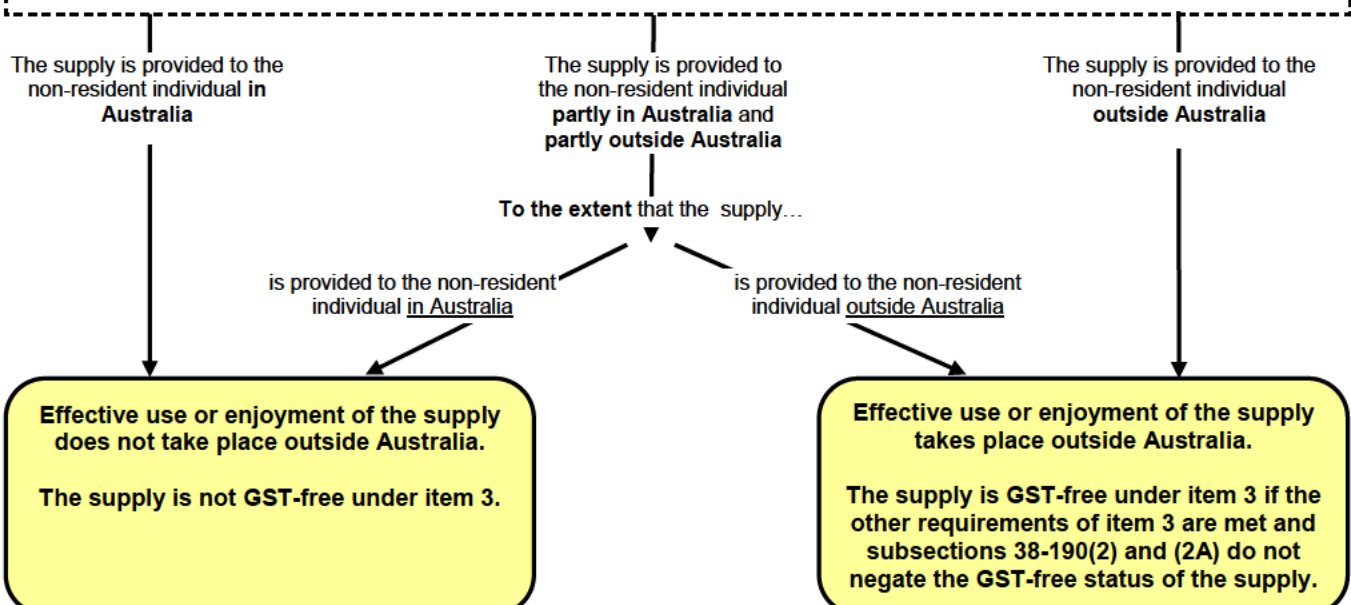 The supply is provided to the
non-resident individual in
Australia
The supply is provided to
the non-resident individual
partly in Australia and
partly outside Australia
The supply is provided to the
non-resident individual
outside Australia
To the extent that the  supply…
is provided to the non-resident
individual in Australia
is provided to the non-resident
individual outside Australia
Effective use or enjoyment of the supply
does not take place outside Australia.
The supply is not GST-free under item 3.
Effective use or enjoyment of the supply
takes place outside Australia.
The supply is GST-free under item 3 if the
other requirements of item 3 are met and
subsections 38-190(2) and (2A) do not
negate the GST-free status of the supply.